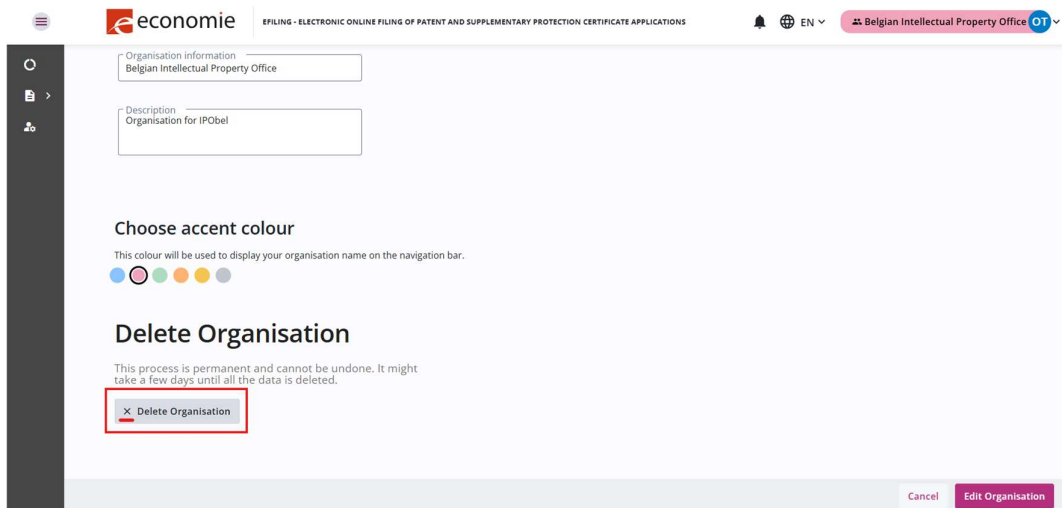 economie
EFILING - ELECTRONIC ONLINE FILING OF PATENT AND SUPPLEMENTARY PROTECTION CERTIFICATE APPLICATIONS
EN
Belgian Intellectual Property Office
OT
Organisation information
Belgian Intellectual Property Office
Description
Organisation for IPObel
Choose accent colour
This colour will be used to display your organisation name on the navigation bar.
Delete Organisation
This process is permanent and cannot be undone. It might
take a few days until all the data is deleted.
Delete Organisation
Cancel
Edit Organisation